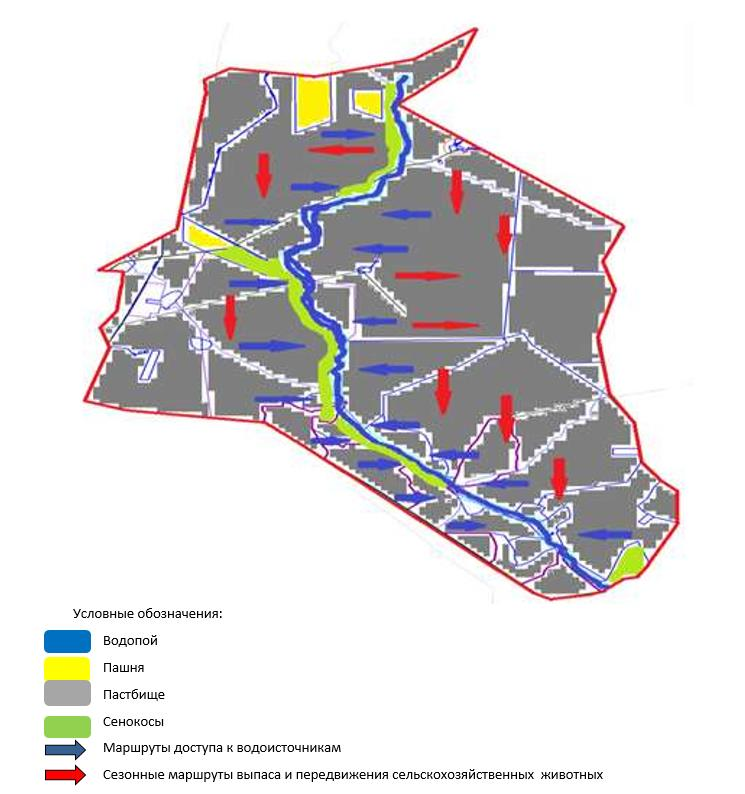 Условные обозначения:
Водопой
Пашня
Пастбище
Сенокосы
Маршруты доступа к водоисточникам
Сезонные маршруты выпаса и передвижения сельскохозяйственных животных